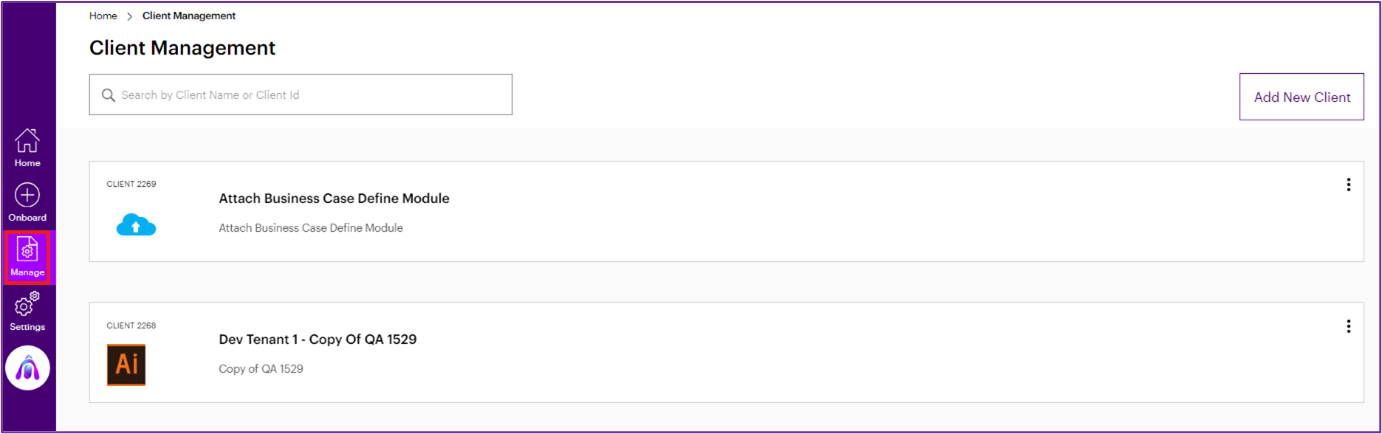 Home > Client Management
Client Management
Search by Client Name or Client Id
Add New Client
Home
Onboard
Manage
Settings
CLIENT 2269
Attach Business Case Define Module
Attach Business Case Define Module
CLIENT 2268
Ai
Dev Tenant 1 - Copy Of QA 1529
Copy of QA 1529